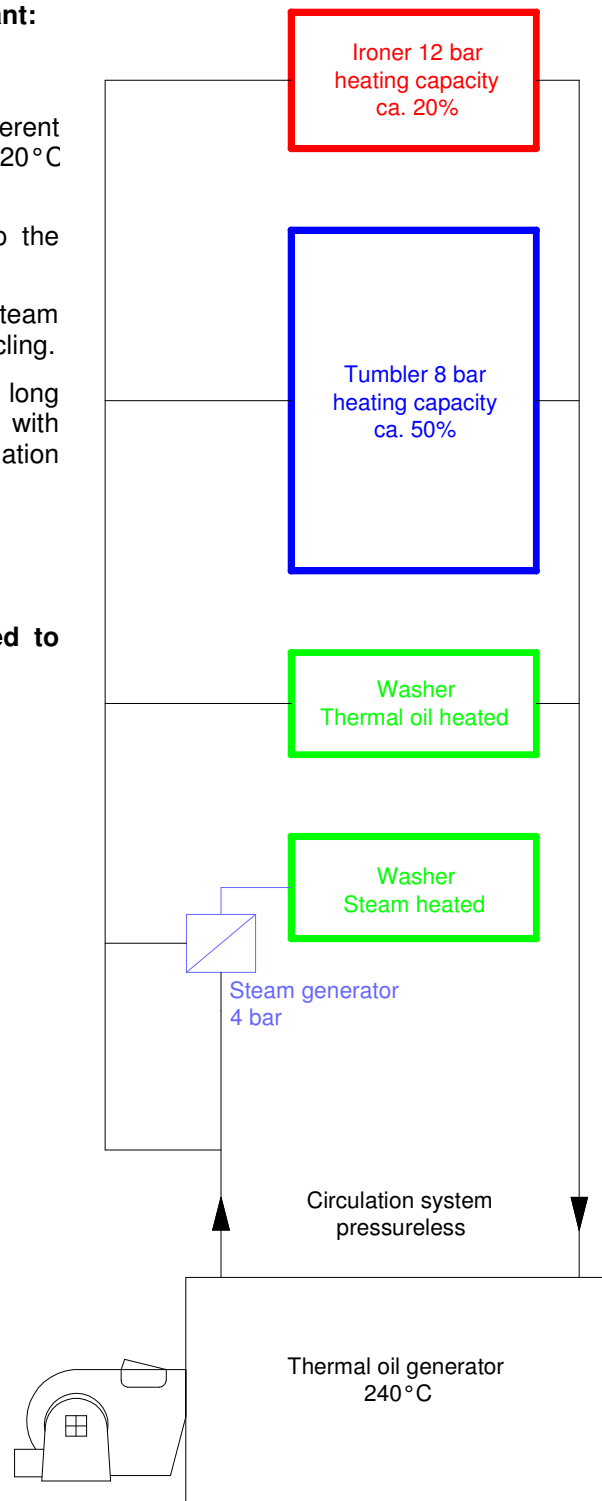 ant:
erent
20°C
o the
team
cling.
long
with
ation
ed to
Ironer 12 bar
heating capacity
ca. 20%
Tumbler 8 bar
heating capacity
ca. 50%
Washer
Thermal oil heated
Washer
Steam heated
Steam generator
4 bar
Circulation system
pressureless
Thermal oil generator
240°C